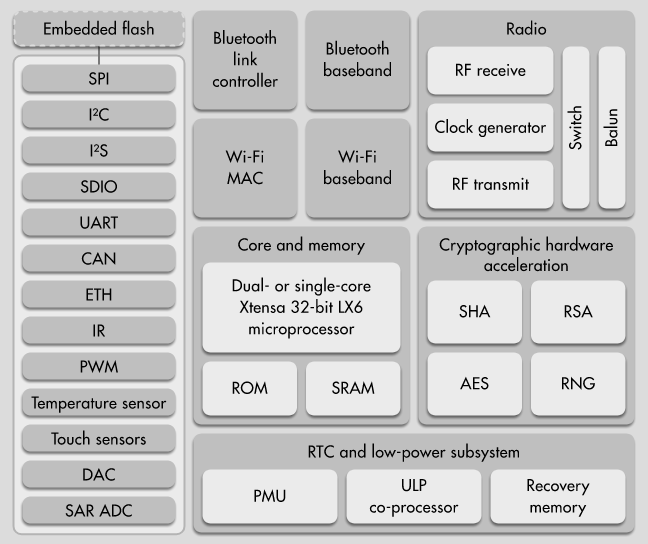 Embedded flash
SPI
I²C
I²S
SDIO
UART
CAN
ETH
IR
PWM
Temperature sensor
Touch sensors
DAC
SAR ADC
Bluetooth
link
controller
Bluetooth
baseband
Wi-Fi
MAC
Wi-Fi
baseband
Radio
RF receive
Clock generator
RF transmit
Switch
Balun
Core and memory
Dual- or single-core
Xtensa 32-bit LX6
microprocessor
ROM
SRAM
Cryptographic hardware
acceleration
SHA
RSA
AES
RNG
RTC and low-power subsystem
PMU
ULP
co-processor
Recovery
memory